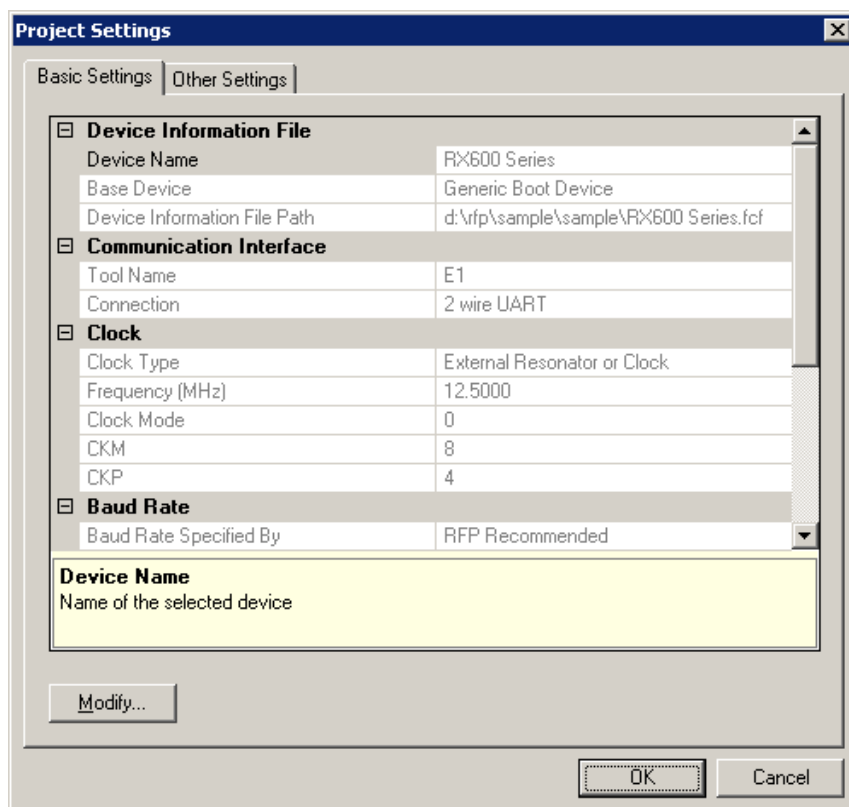 Project Settings
Basic Settings Other Settings
Device Information File
Device Name RX600 Series
Base Device Generic Boot Device
Device Information File Path d:\rfp\sample\sample\RX600 Series.fcf
Communication Interface
Tool Name E1
Connection 2 wire UART
Clock
Clock Type External Resonator or Clock
Frequency (MHz) 12.5000
Clock Mode 0
CKM 8
CKP 4
Baud Rate
Baud Rate Specified By RFP Recommended
Device Name
Name of the selected device
Modify...
OK Cancel